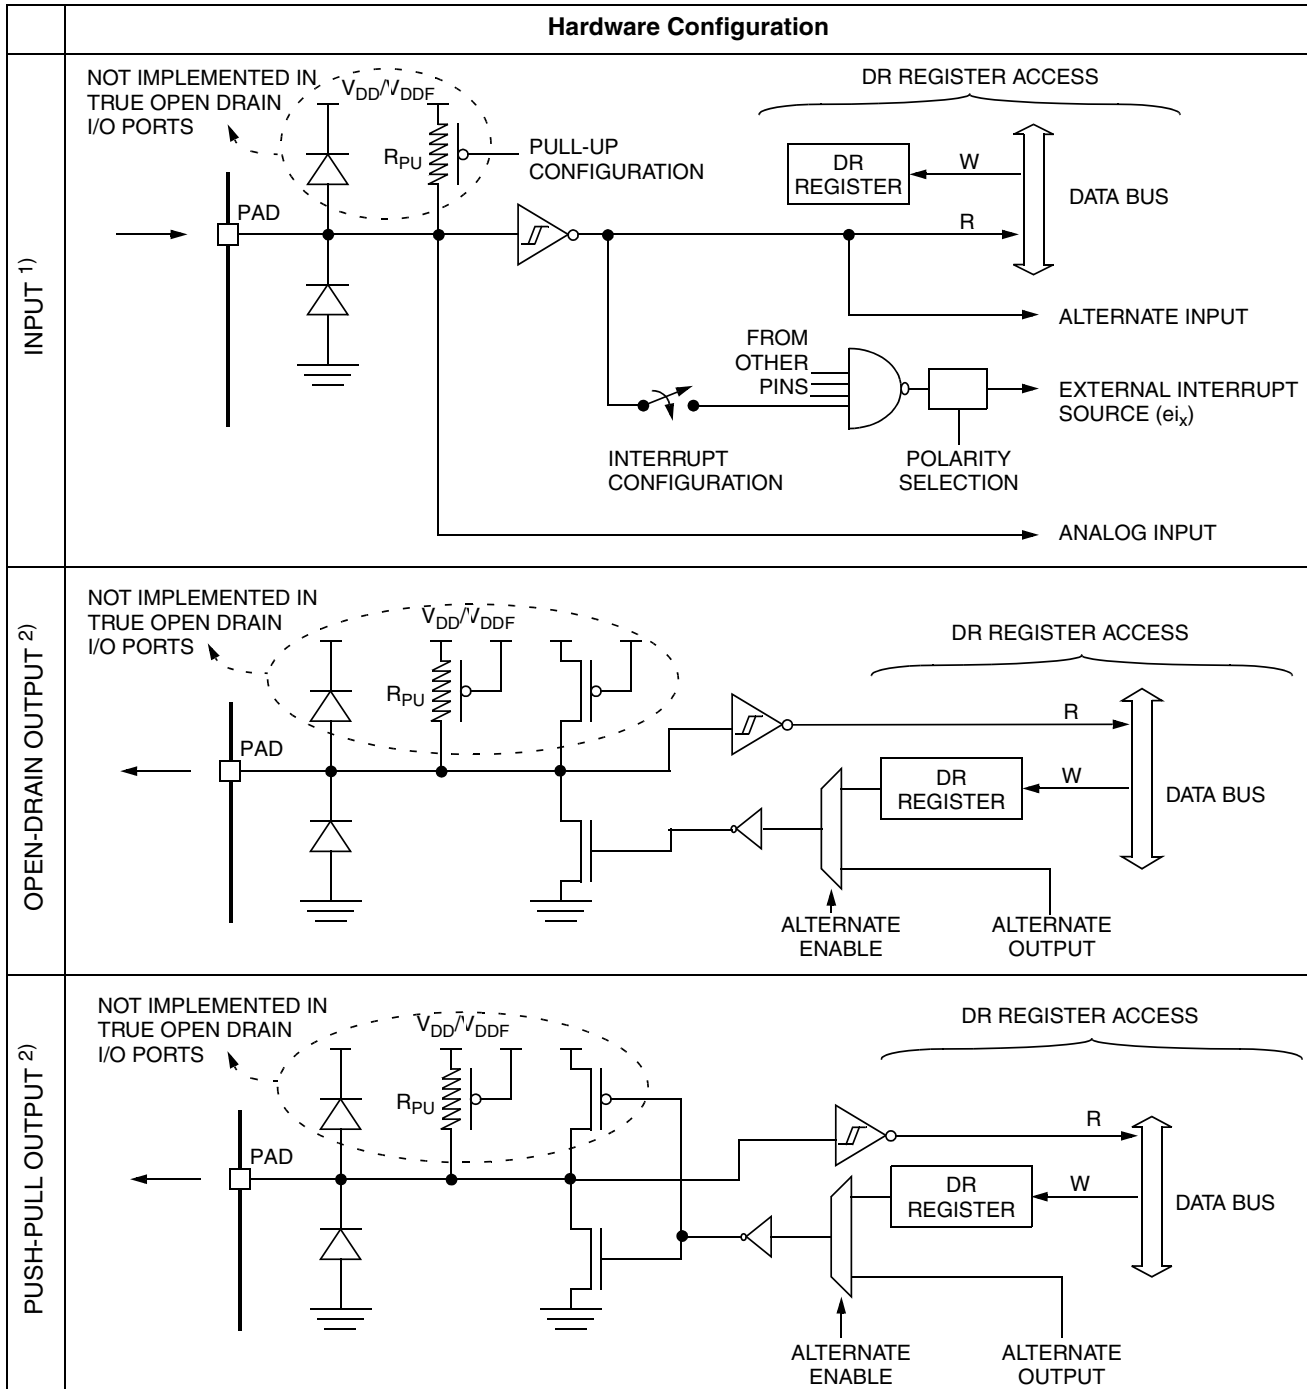 Hardware Configuration
INPUT 1)
NOT IMPLEMENTED IN
TRUE OPEN DRAIN
I/O PORTS
VDD/VDDF
RPU
PULL-UP
CONFIGURATION
PAD
DR REGISTER ACCESS
DR
REGISTER
W
R
DATA BUS
ALTERNATE INPUT
FROM
OTHER
PINS
EXTERNAL INTERRUPT
SOURCE (eix)
INTERRUPT
CONFIGURATION
POLARITY
SELECTION
ANALOG INPUT
OPEN-DRAIN OUTPUT 2)
NOT IMPLEMENTED IN
TRUE OPEN DRAIN
I/O PORTS
VDD/VDDF
RPU
PAD
DR REGISTER ACCESS
R
DR
REGISTER
W
DATA BUS
ALTERNATE
ENABLE
ALTERNATE
OUTPUT
PUSH-PULL OUTPUT 2)
NOT IMPLEMENTED IN
TRUE OPEN DRAIN
I/O PORTS
VDD/VDDF
RPU
PAD
DR REGISTER ACCESS
R
DR
REGISTER
W
DATA BUS
ALTERNATE
ENABLE
ALTERNATE
OUTPUT